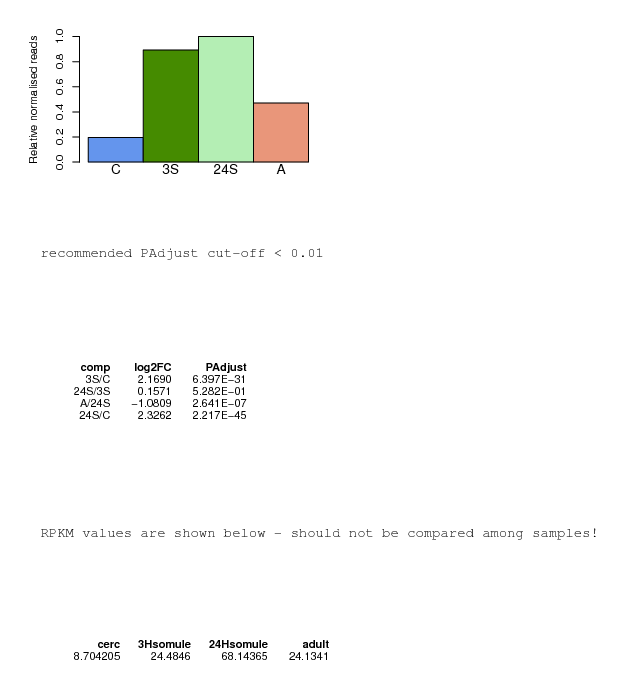 Relative normalised reads
1.0
0.8
0.6
0.4
0.2
0.0
C 3S 24S A
recommended PAdjust cut-off < 0.01
comp log2FC PAdjust
3S/C 2.1690 6.397E−31
24S/3S 0.1571 5.282E−01
A/24S −1.0809 2.641E−07
24S/C 2.3262 2.217E−45
RPKM values are shown below - should not be compared among samples!
cerc 3Hsomule 24Hsomule adult
8.704205 24.4846 68.14365 24.1341